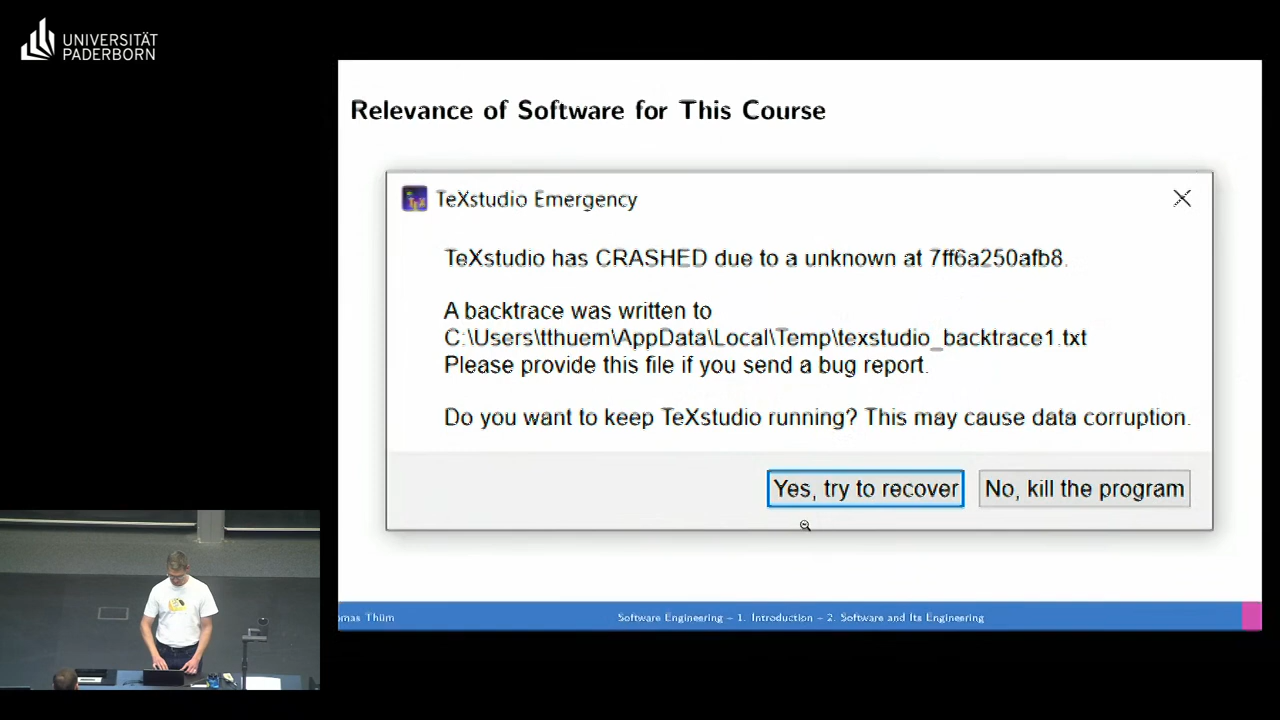 UNIVERSITÄT
PADERBORN
Relevance of Software for This Course
TeXstudio Emergency
TeXstudio has CRASHED due to a unknown at 7ff6a250afb8.
A backtrace was written to
C:\Users\tthuem\AppData\Local\Temp\texstudio_backtrace1.txt
Please provide this file if you send a bug report.
Do you want to keep TeXstudio running? This may cause data corruption.
Yes, try to recover
No, kill the program
omas Thüm
Software Engineering – 1. Introduction – 2. Software and Its Engineering